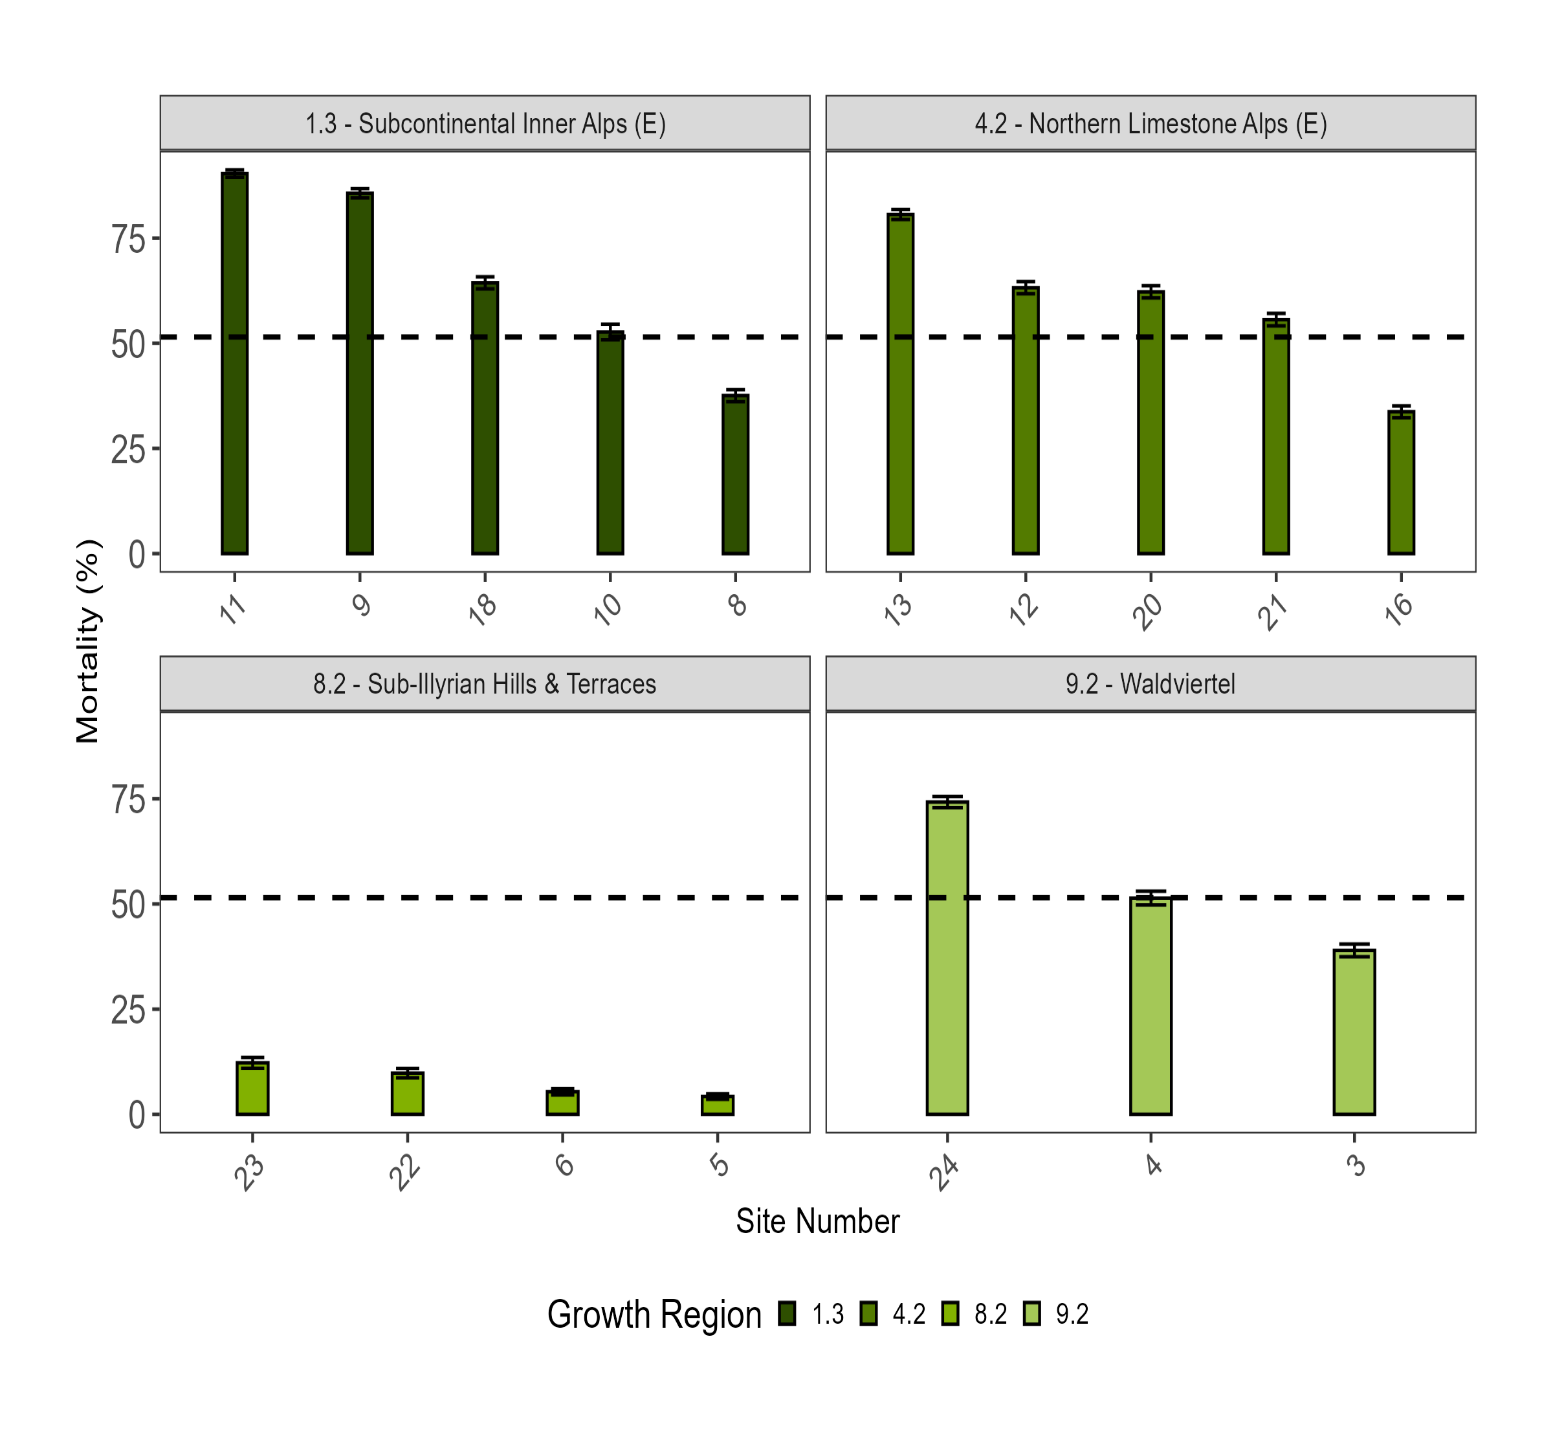 1.3 - Subcontinental Inner Alps (E)
4.2 - Northern Limestone Alps (E)
75
50
25
0
11 9 18 10 8
13 12 20 21 16
Mortality (%)
8.2 - Sub-Illyrian Hills & Terraces
9.2 - Waldviertel
75
50
25
0
23 22 6 5
24 4 3
Site Number
Growth Region 1.3 4.2 8.2 9.2